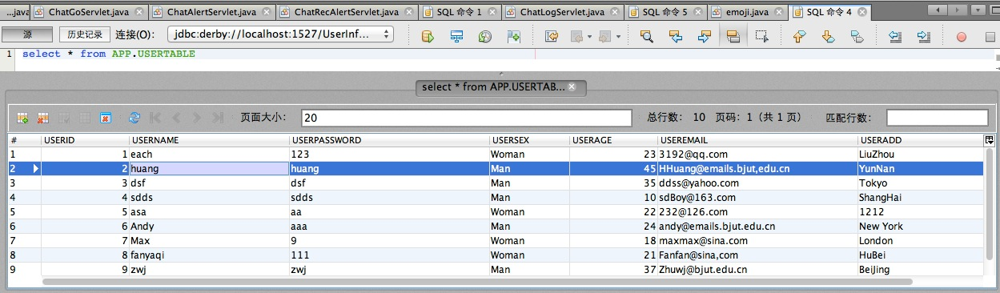 ...java ChatGoServlet.java ChatAlertServlet.java ChatRecAlertServlet.java SQL 命令 1 ChatLogServlet.java SQL 命令 5 emoji.java SQL 命令 4
源 历史记录 连接(O): jdbc:derby://localhost:1527/UserInf...
1 select * from APP.USERTABLE
select * from APP.USERTAB...
页面大小: 20 总行数: 10 页码: 1 (共 1 页) 匹配行数:
# USERID USERNAME USERPASSWORD USERSEX USERAGE USEREMAIL USERADD
1 1 each 123 Woman 23 3192@qq.com LiuZhou
2 2 huang huang Man 45 HHuang@emails.bjut,edu.cn YunNan
3 3 dsf dsf Man 35 ddss@yahoo.com Tokyo
4 4 sdds sdds Man 10 sdBoy@163.com ShangHai
5 5 asa aa Woman 22 232@126.com 1212
6 6 Andy aaa Man 24 andy@emails.bjut.edu.cn New York
7 7 Max 9 Woman 18 maxmax@sina.com London
8 8 fanyaqi 111 Woman 21 Fanfan@sina,com HuBei
9 9 zwj zwj Man 37 Zhuwj@bjut.edu.cn BeiJing